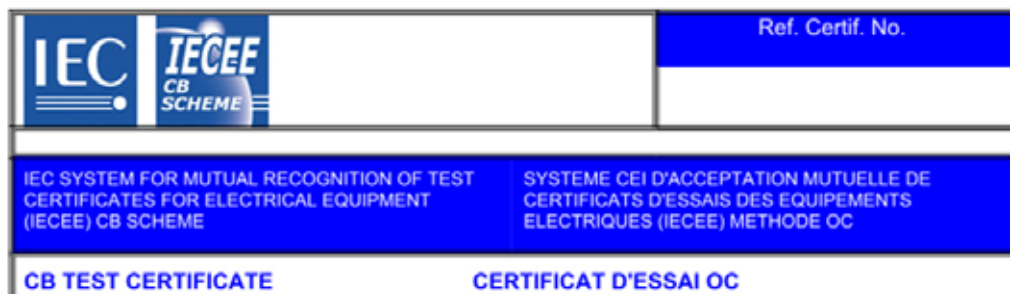 IEC
IECEE
CB
SCHEME
Ref. Certif. No.
IEC SYSTEM FOR MUTUAL RECOGNITION OF TEST
CERTIFICATES FOR ELECTRICAL EQUIPMENT
(IECEE) CB SCHEME
SYSTEME CEI D'ACCEPTATION MUTUELLE DE
CERTIFICATS D'ESSAIS DES EQUIPEMENTS
ELECTRIQUES (IECEE) METHODE OC
CB TEST CERTIFICATE
CERTIFICAT D'ESSAI OC